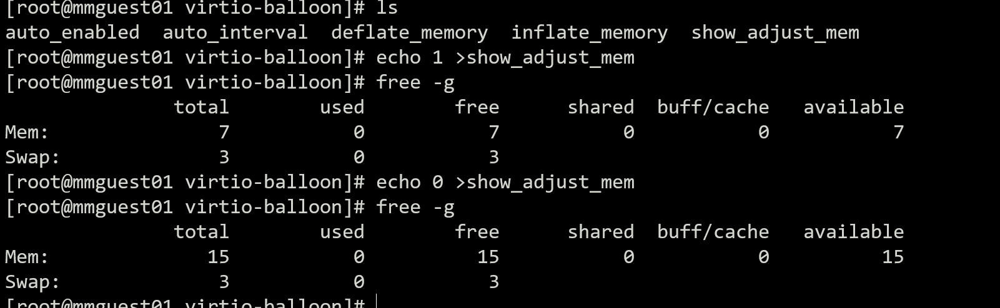 [root@mmguest01 virtio-balloon]# ls
auto_enabled  auto_interval  deflate_memory  inflate_memory  show_adjust_mem
[root@mmguest01 virtio-balloon]# echo 1 >show_adjust_mem
[root@mmguest01 virtio-balloon]# free -g
               total        used        free      shared  buff/cache   available
Mem:               7           0           7           0           0           7
Swap:              3           0           3
[root@mmguest01 virtio-balloon]# echo 0 >show_adjust_mem
[root@mmguest01 virtio-balloon]# free -g
               total        used        free      shared  buff/cache   available
Mem:              15           0          15           0           0          15
Swap:              3           0           3
[root@mmguest01 virtio-balloon]#